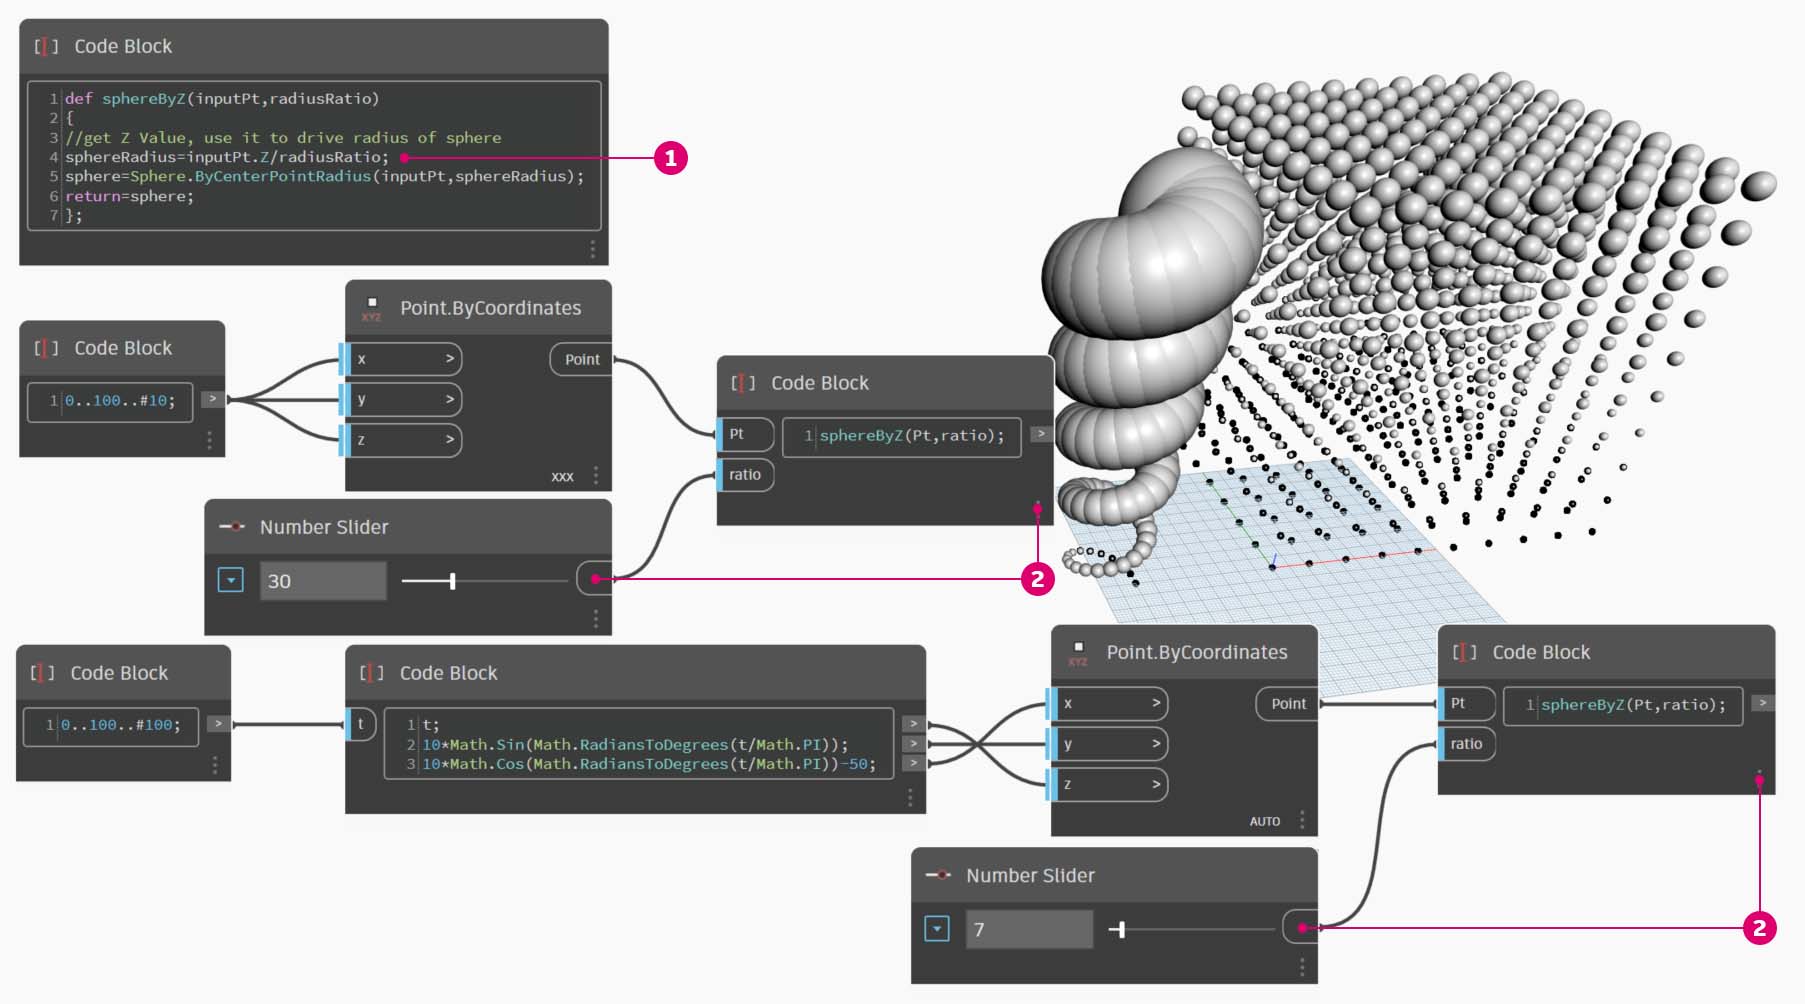 Code Block
1 def sphereByZ(inputPt,radiusRatio)
2 {
3 //get Z Value, use it to drive radius of sphere
4 sphereRadius=inputPt.Z/radiusRatio;
5 sphere=Sphere.ByCenterPointRadius(inputPt,sphereRadius);
6 return=sphere;
7 };
1
Code Block
1 0..100..#10;
>
XYZ
Point.ByCoordinates
x >
y >
z >
Point
XXX
Code Block
Pt
ratio
1 sphereByZ(Pt,ratio);
>
Number Slider
30
2
Code Block
1 0..100..#100;
>
Code Block
t
1 t;
2 10*Math.Sin(Math.RadiansToDegrees(t/Math.PI));
3 10*Math.Cos(Math.RadiansToDegrees(t/Math.PI))-50;
>
>
>
XYZ
Point.ByCoordinates
x >
y >
z >
Point
AUTO
Code Block
Pt
ratio
1 sphereByZ(Pt,ratio);
>
Number Slider
7
2